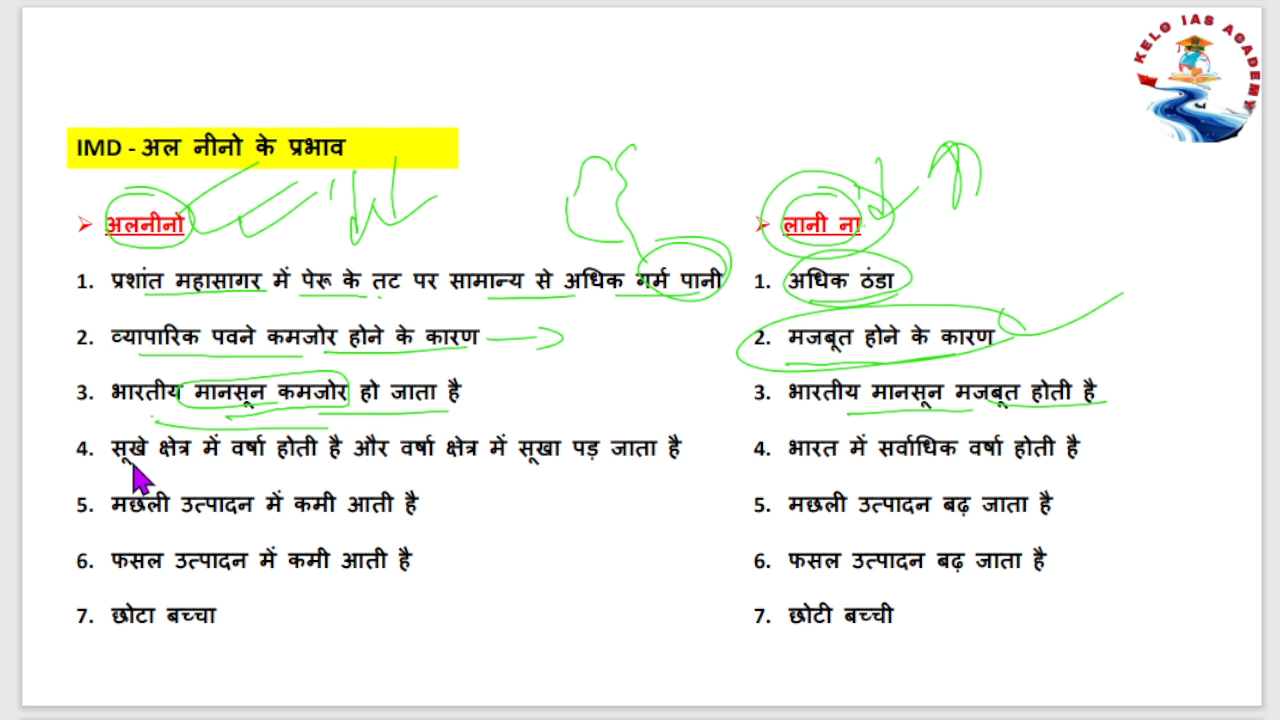 KELO IAS ACADEMY
IMD - अल नीनो के प्रभाव
अलनीनो
1. प्रशांत महासागर में पेरू के तट पर सामान्य से अधिक गर्म पानी
2. व्यापारिक पवने कमजोर होने के कारण
3. भारतीय मानसून कमजोर हो जाता है
4. सूखे क्षेत्र में वर्षा होती है और वर्षा क्षेत्र में सूखा पड़ जाता है
5. मछली उत्पादन में कमी आती है
6. फसल उत्पादन में कमी आती है
7. छोटा बच्चा
लानी ना
1. अधिक ठंडा
2. मजबूत होने के कारण
3. भारतीय मानसून मजबूत होती है
4. भारत में सर्वाधिक वर्षा होती है
5. मछली उत्पादन बढ़ जाता है
6. फसल उत्पादन बढ़ जाता है
7. छोटी बच्ची